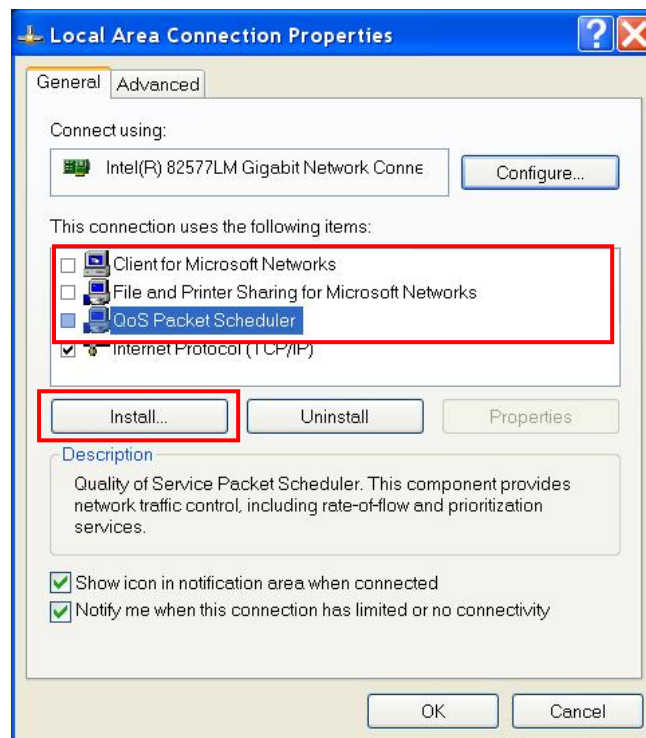 Local Area Connection Properties
General Advanced
Connect using:
Intel(R) 82577LM Gigabit Network Conne
Configure...
This connection uses the following items:
Client for Microsoft Networks
File and Printer Sharing for Microsoft Networks
QoS Packet Scheduler
Internet Protocol (TCP/IP)
Install... Uninstall Properties
Description
Quality of Service Packet Scheduler. This component provides
network traffic control, including rate-of-flow and prioritization
services.
Show icon in notification area when connected
Notify me when this connection has limited or no connectivity
OK Cancel